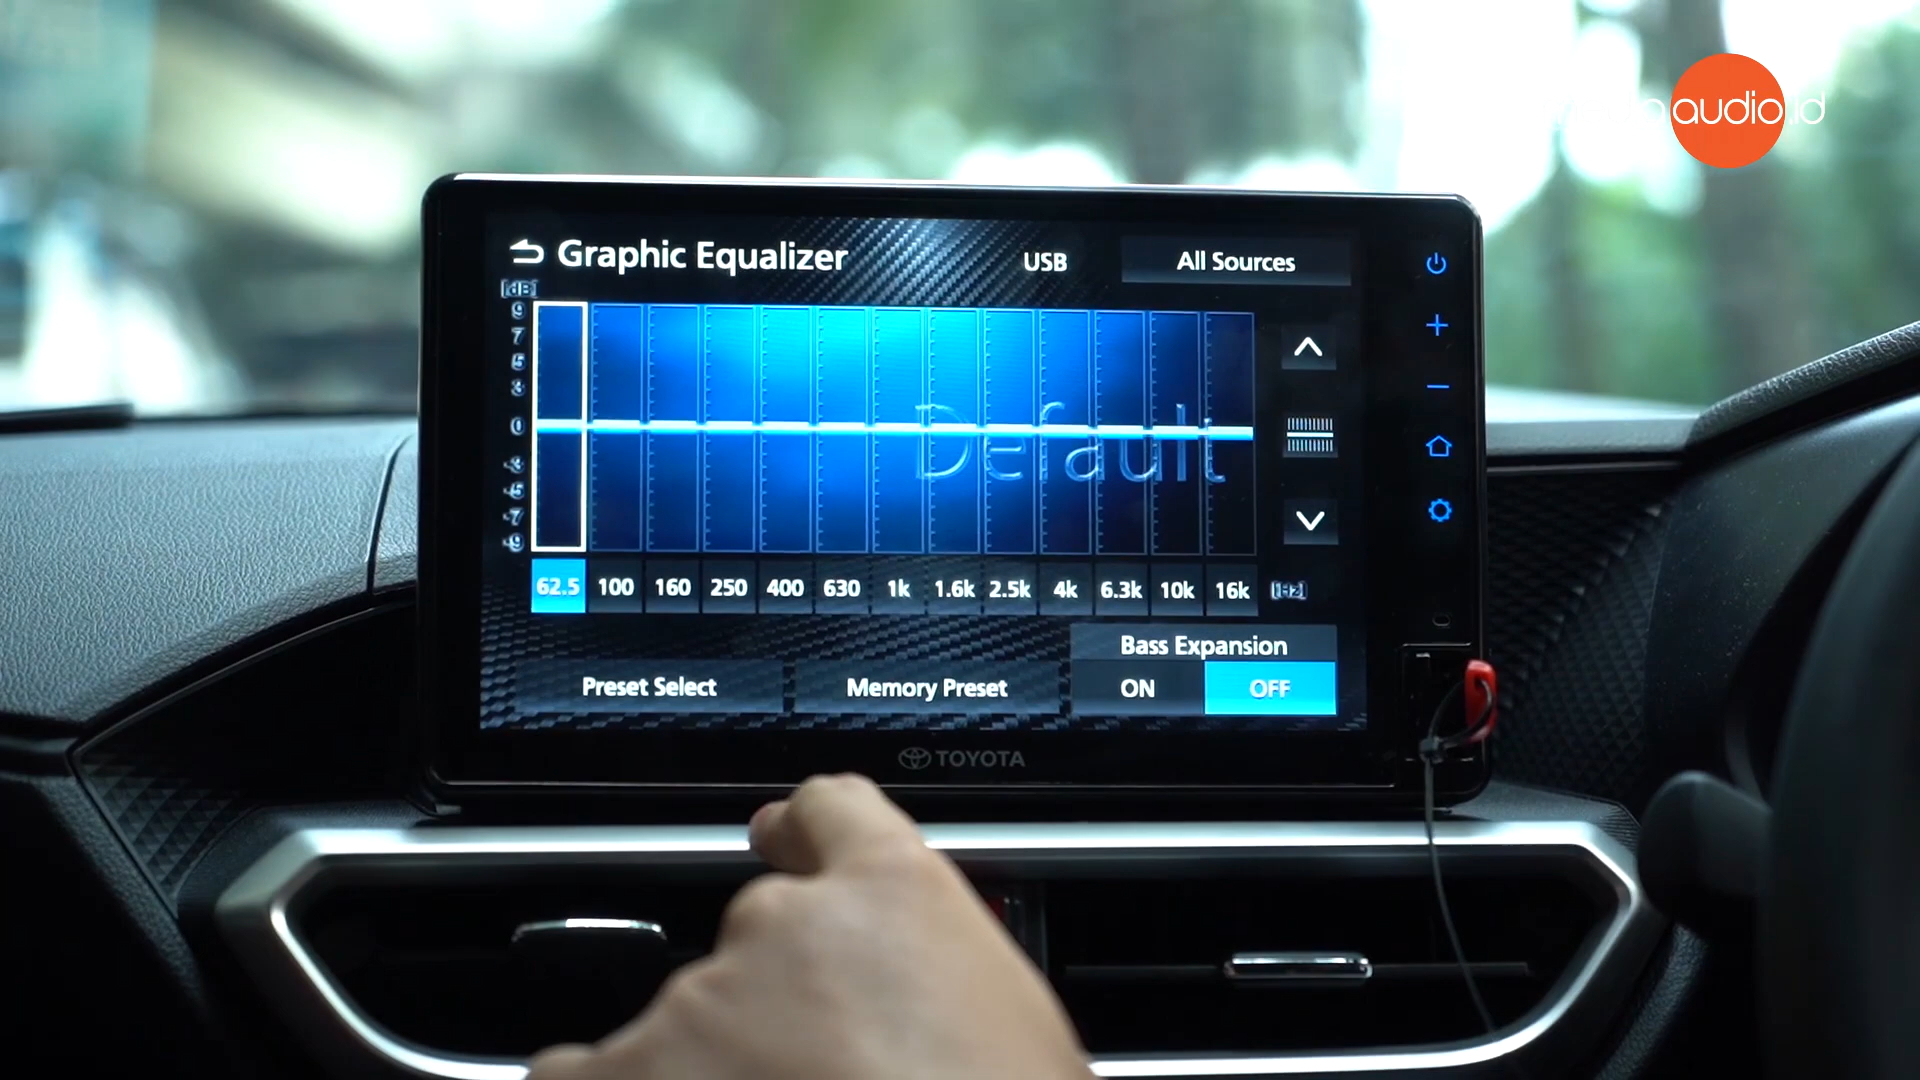 audio.id
Graphic Equalizer
USB
All Sources
[dB]
9
7
5
3
0
-3
-5
-7
-9
Default
62.5 100 160 250 400 630 1k 1.6k 2.5k 4k 6.3k 10k 16k [Hz]
Bass Expansion
Preset Select
Memory Preset
ON OFF
TOYOTA